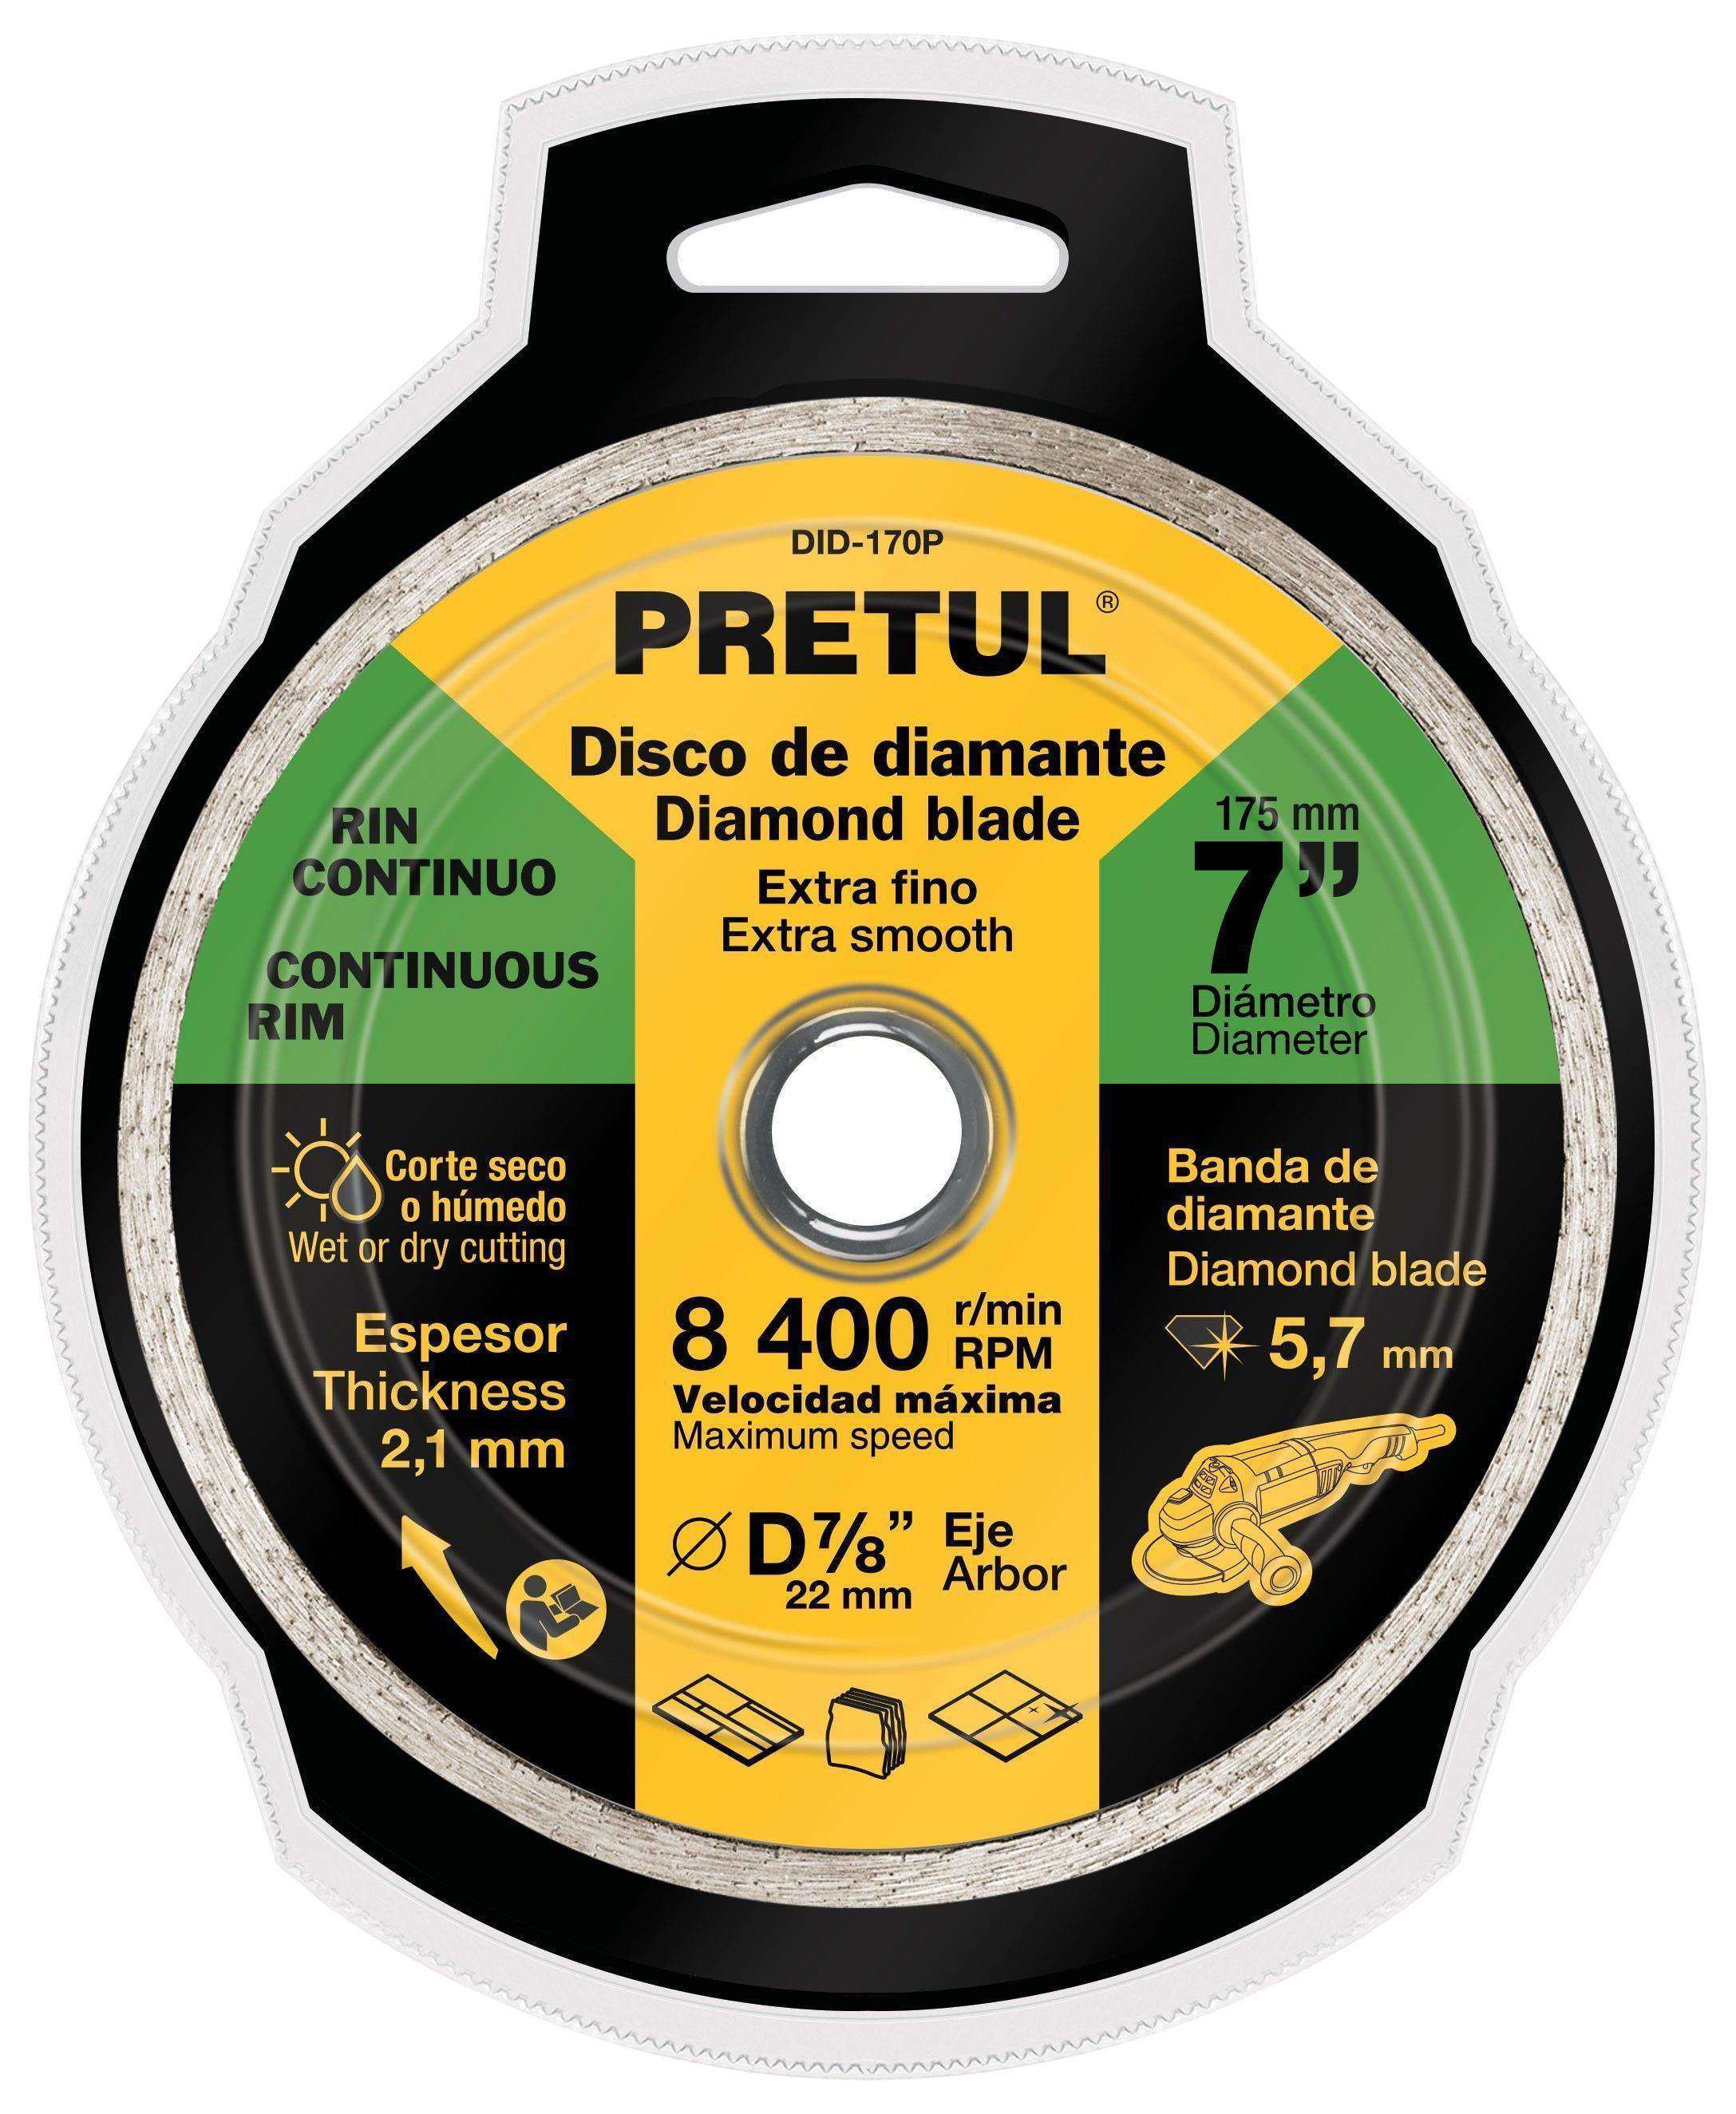 DID-170P
PRETUL®
Disco de diamante
Diamond blade
Extra fino
Extra smooth
RIN
CONTINUO
CONTINUOUS
RIM
175 mm
7”
Diámetro
Diameter
Corte seco
o húmedo
Wet or dry cutting
Espesor
Thickness
2,1 mm
8 400 r/min
RPM
Velocidad máxima
Maximum speed
Ø D 7/8” Eje
22 mm Arbor
Banda de
diamante
Diamond blade
5,7 mm